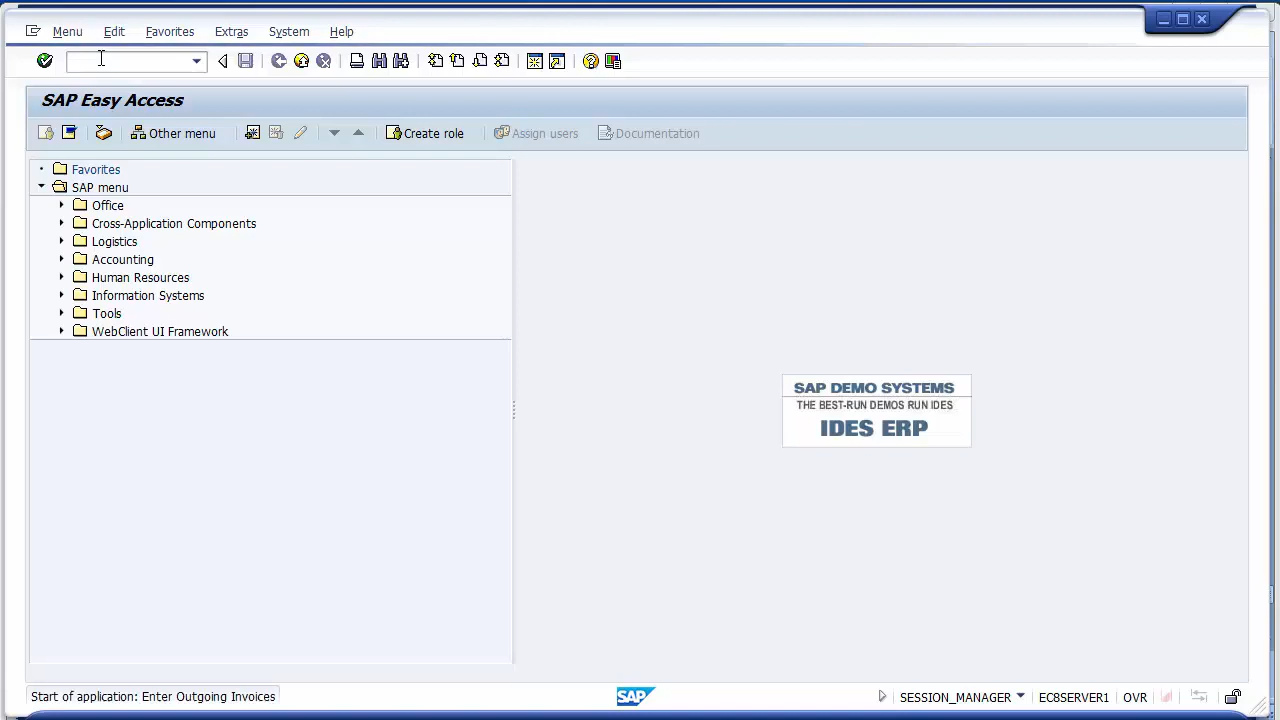 Menu Edit Favorites Extras System Help
SAP Easy Access
Other menu Create role Assign users Documentation
Favorites
SAP menu
Office
Cross-Application Components
Logistics
Accounting
Human Resources
Information Systems
Tools
WebClient UI Framework
SAP DEMO SYSTEMS
THE BEST-RUN DEMOS RUN IDES
IDES ERP
Start of application: Enter Outgoing Invoices SAP SESSION_MANAGER ECGSERVER1 OVR